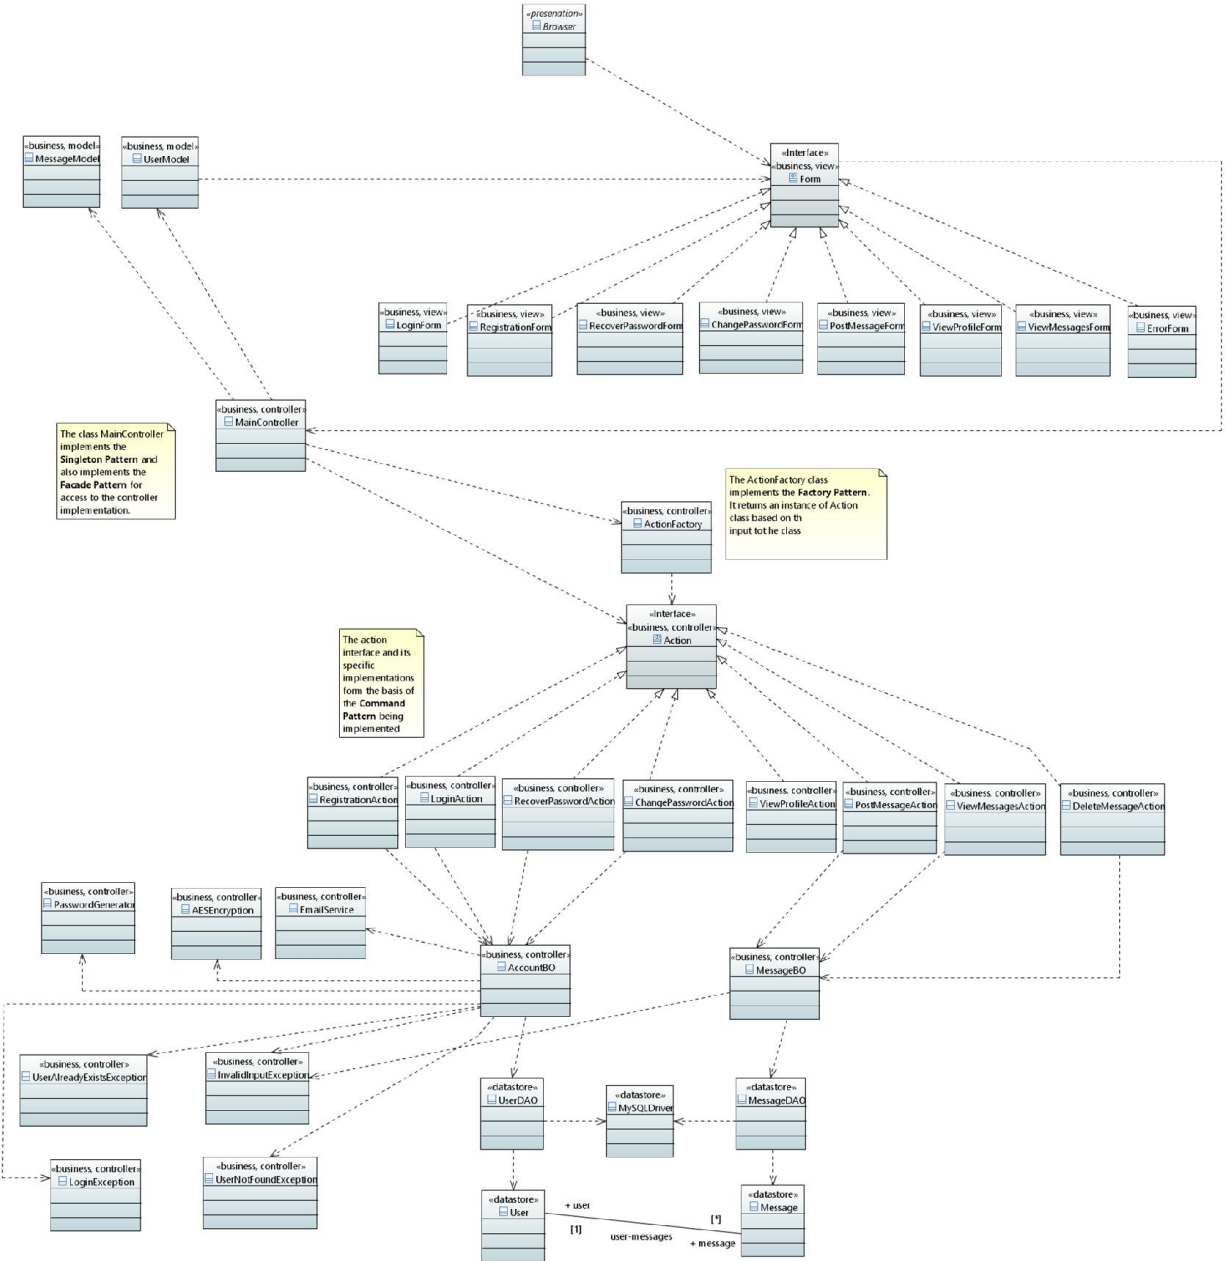 «presenation»
Browser
«business, model»
MessageModel
«business, model»
UserModel
«Interface»
«business, view»
Form
«business, view»
LoginForm
«business, view»
RegistrationForm
«business, view»
RecoverPasswordForm
«business, view»
ChangePasswordForm
«business, view»
PostMessageForm
«business, view»
ViewProfileForm
«business, view»
ViewMessagesForm
«business, view»
ErrorForm
«business, controller»
MainController
The class MainController
implements the
Singleton Pattern and
also implements the
Facade Pattern for
access to the controller
implementation.
The ActionFactory class
implements the Factory Pattern.
It returns an instance of Action
class based on th
input tot he class
«business, controller»
ActionFactory
«Interface»
«business, controller»
Action
The action
interface and its
specific
implementations
form the basis of
the Command
Pattern being
implemented
«business, controller»
RegistrationAction
«business, controller»
LoginAction
«business, controller»
RecoverPasswordAction
«business, controller»
ChangePasswordAction
«business, controller»
ViewProfileAction
«business, controller»
PostMessageAction
«business, controller»
ViewMessagesAction
«business, controller»
DeleteMessageAction
«business, controller»
PasswordGenerator
«business, controller»
AESEncryption
«business, controller»
EmailService
«business, controller»
AccountBO
«business, controller»
MessageBO
«business, controller»
UserAlreadyExistsException
«business, controller»
InvalidInputException
«datastore»
UserDAO
«datastore»
MySQLDriver
«datastore»
MessageDAO
«business, controller»
LoginException
«business, controller»
UserNotFoundException
«datastore»
User
+ user
[1]
user-messages
[*]
+ message
«datastore»
Message